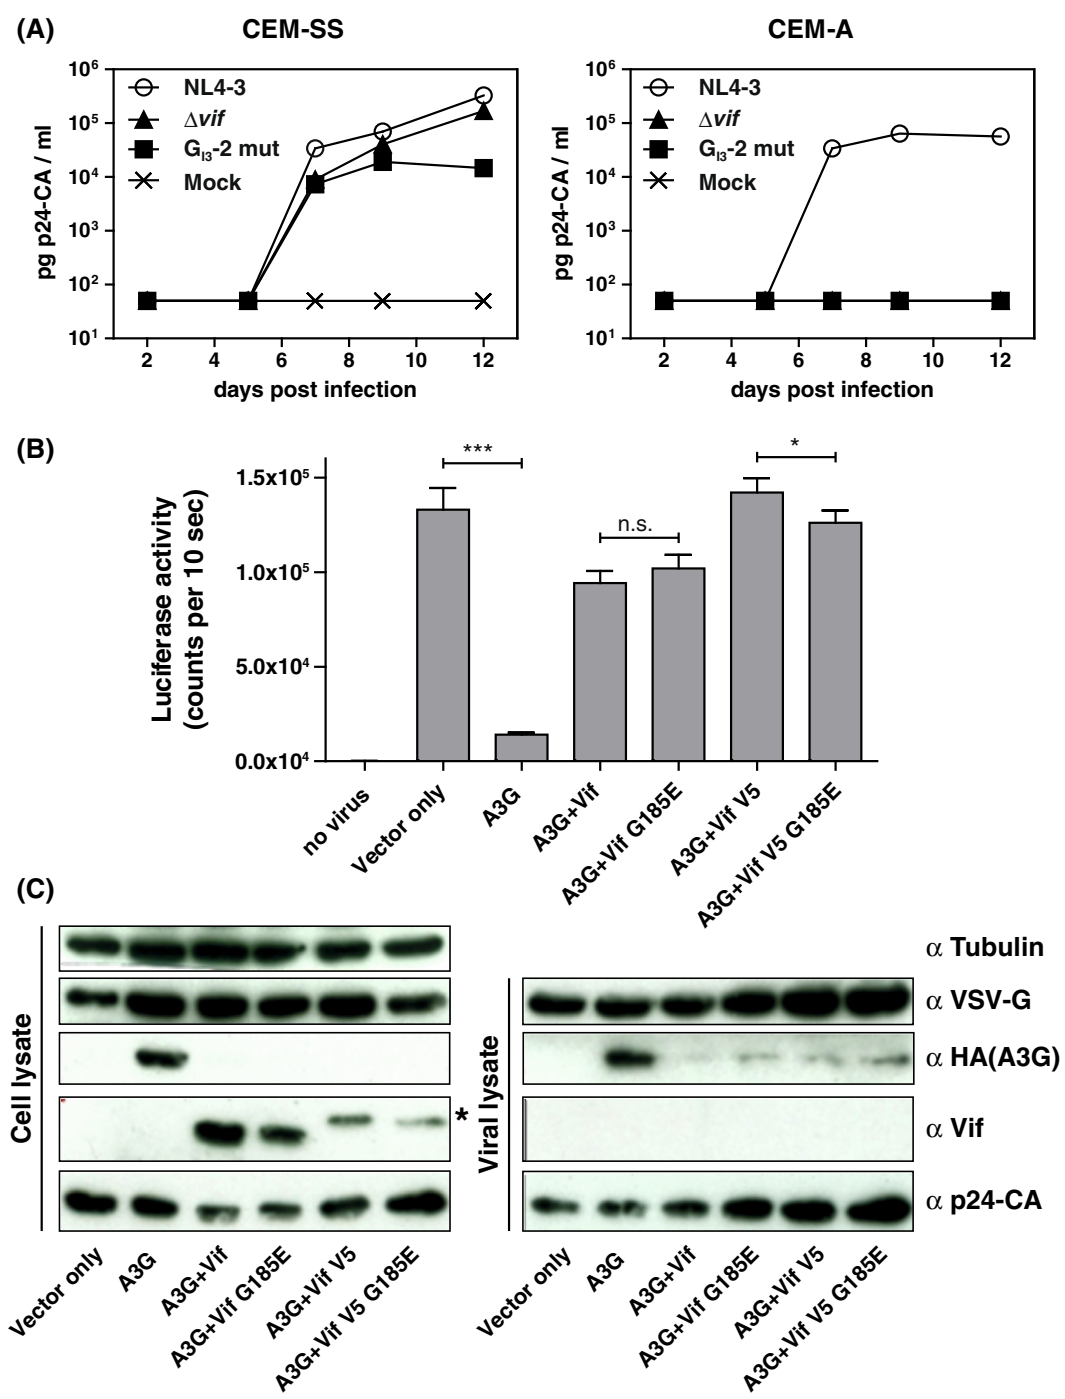 (A)
CEM-SS
CEM-A
10⁶
10⁵
10⁴
10³
10²
10¹
pg p24-CA / ml
NL4-3
Δvif
G_I3-2 mut
Mock
2 4 6 8 10 12
days post infection
10⁶
10⁵
10⁴
10³
10²
10¹
pg p24-CA / ml
NL4-3
Δvif
G_I3-2 mut
Mock
2 4 6 8 10 12
days post infection
(B)
Luciferase activity
(counts per 10 sec)
1.5x10⁵
1.0x10⁵
5.0x10⁴
0.0x10⁴
***
n.s.
*
no virus
Vector only
A3G
A3G+Vif
A3G+Vif G185E
A3G+Vif V5
A3G+Vif V5 G185E
(C)
Cell lysate
Viral lysate
α Tubulin
α VSV-G
α HA(A3G)
*
α Vif
α p24-CA
Vector only
A3G
A3G+Vif
A3G+Vif G185E
A3G+Vif V5
A3G+Vif V5 G185E
Vector only
A3G
A3G+Vif
A3G+Vif G185E
A3G+Vif V5
A3G+Vif V5 G185E